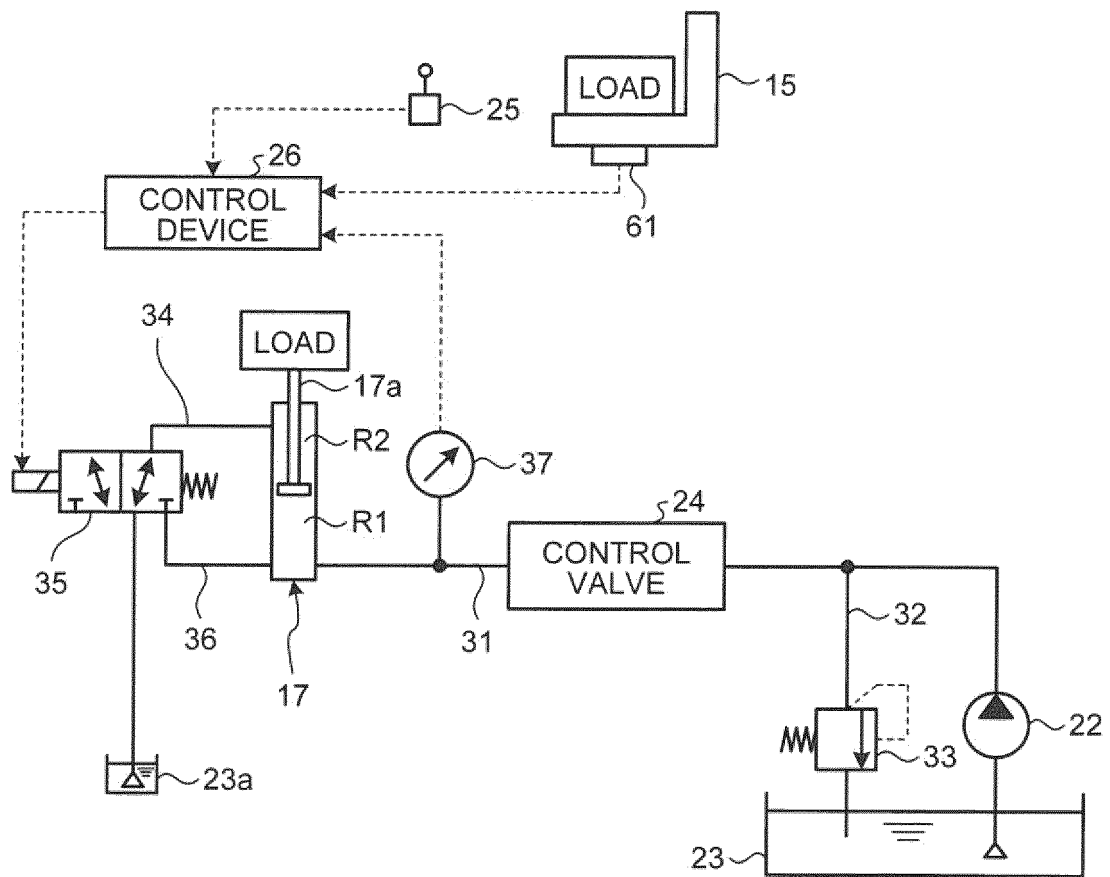 LOAD
15
25
26
CONTROL
DEVICE
61
34
LOAD
17a
R2
37
R1
24
CONTROL
VALVE
35
36
31
32
17
22
33
23a
23